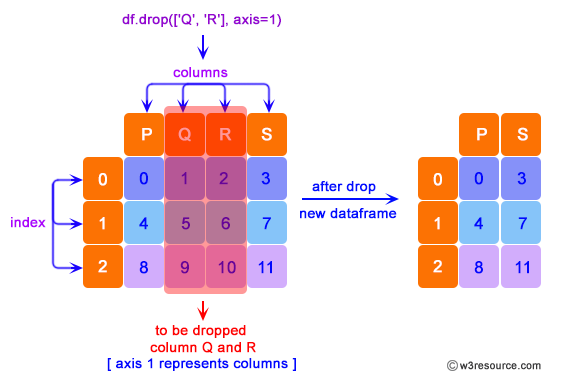 df.drop(['Q', 'R'], axis=1)
columns
P Q R S
0 0 1 2 3
index 1 4 5 6 7
2 8 9 10 11
after drop
new dataframe
P S
0 0 3
1 4 7
2 8 11
to be dropped
column Q and R
[ axis 1 represents columns ]
© w3resource.com